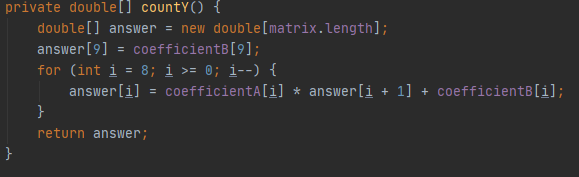 private double[] countY() {
    double[] answer = new double[matrix.length];
    answer[9] = coefficientB[9];
    for (int i = 8; i >= 0; i--) {
        answer[i] = coefficientA[i] * answer[i + 1] + coefficientB[i];
    }
    return answer;
}